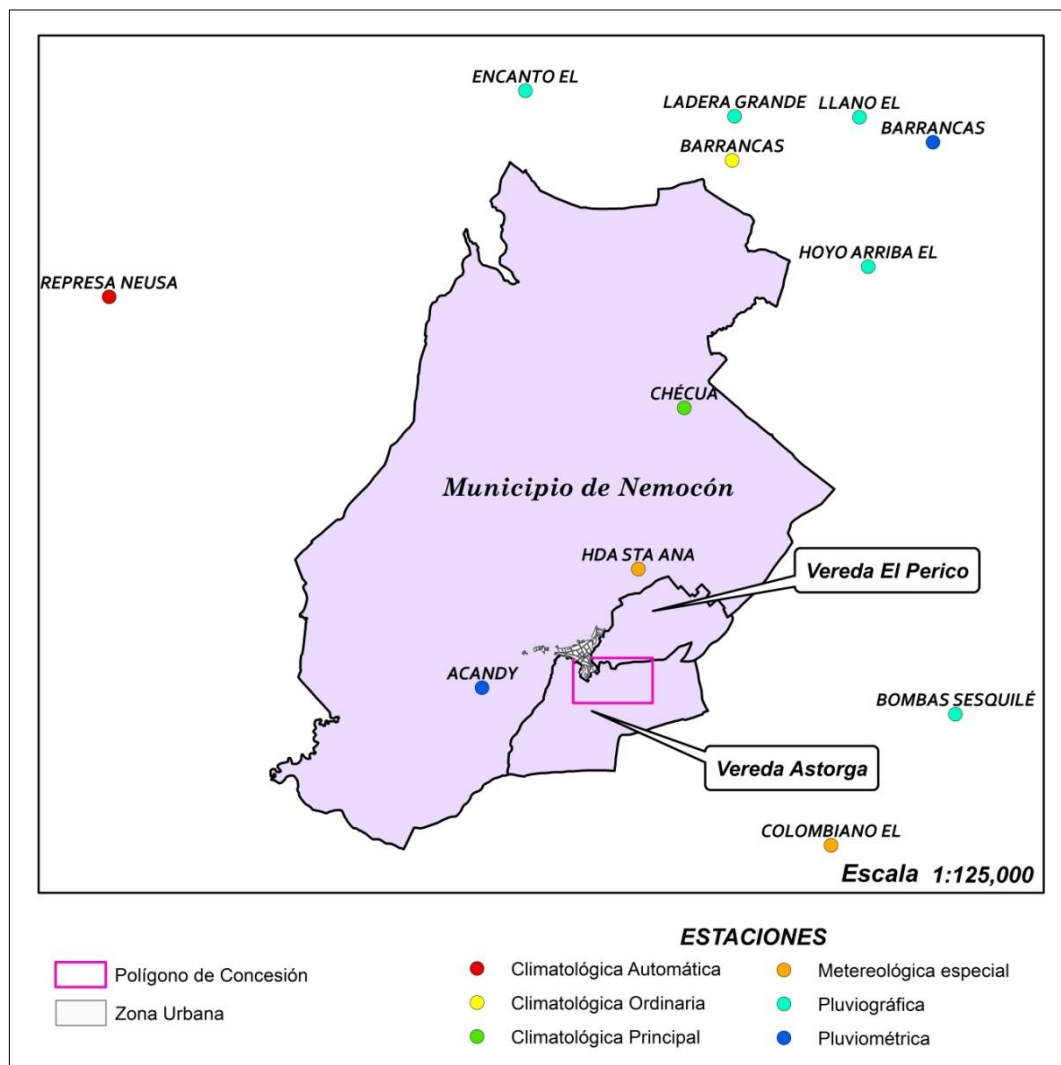 ENCANTO EL
LADERA GRANDE
LLANO EL
BARRANCAS
BARRANCAS
HOYO ARRIBA EL
REPRESA NEUSA
CHÉCUA
Municipio de Nemocón
HDA STA ANA
Vereda El Perico
ACANDY
BOMBAS SESQUILÉ
Vereda Astorga
COLOMBIANO EL
Escala 1:125,000
ESTACIONES
Polígono de Concesión
Zona Urbana
Climatológica Automática
Climatológica Ordinaria
Climatológica Principal
Metereológica especial
Pluviográfica
Pluviométrica